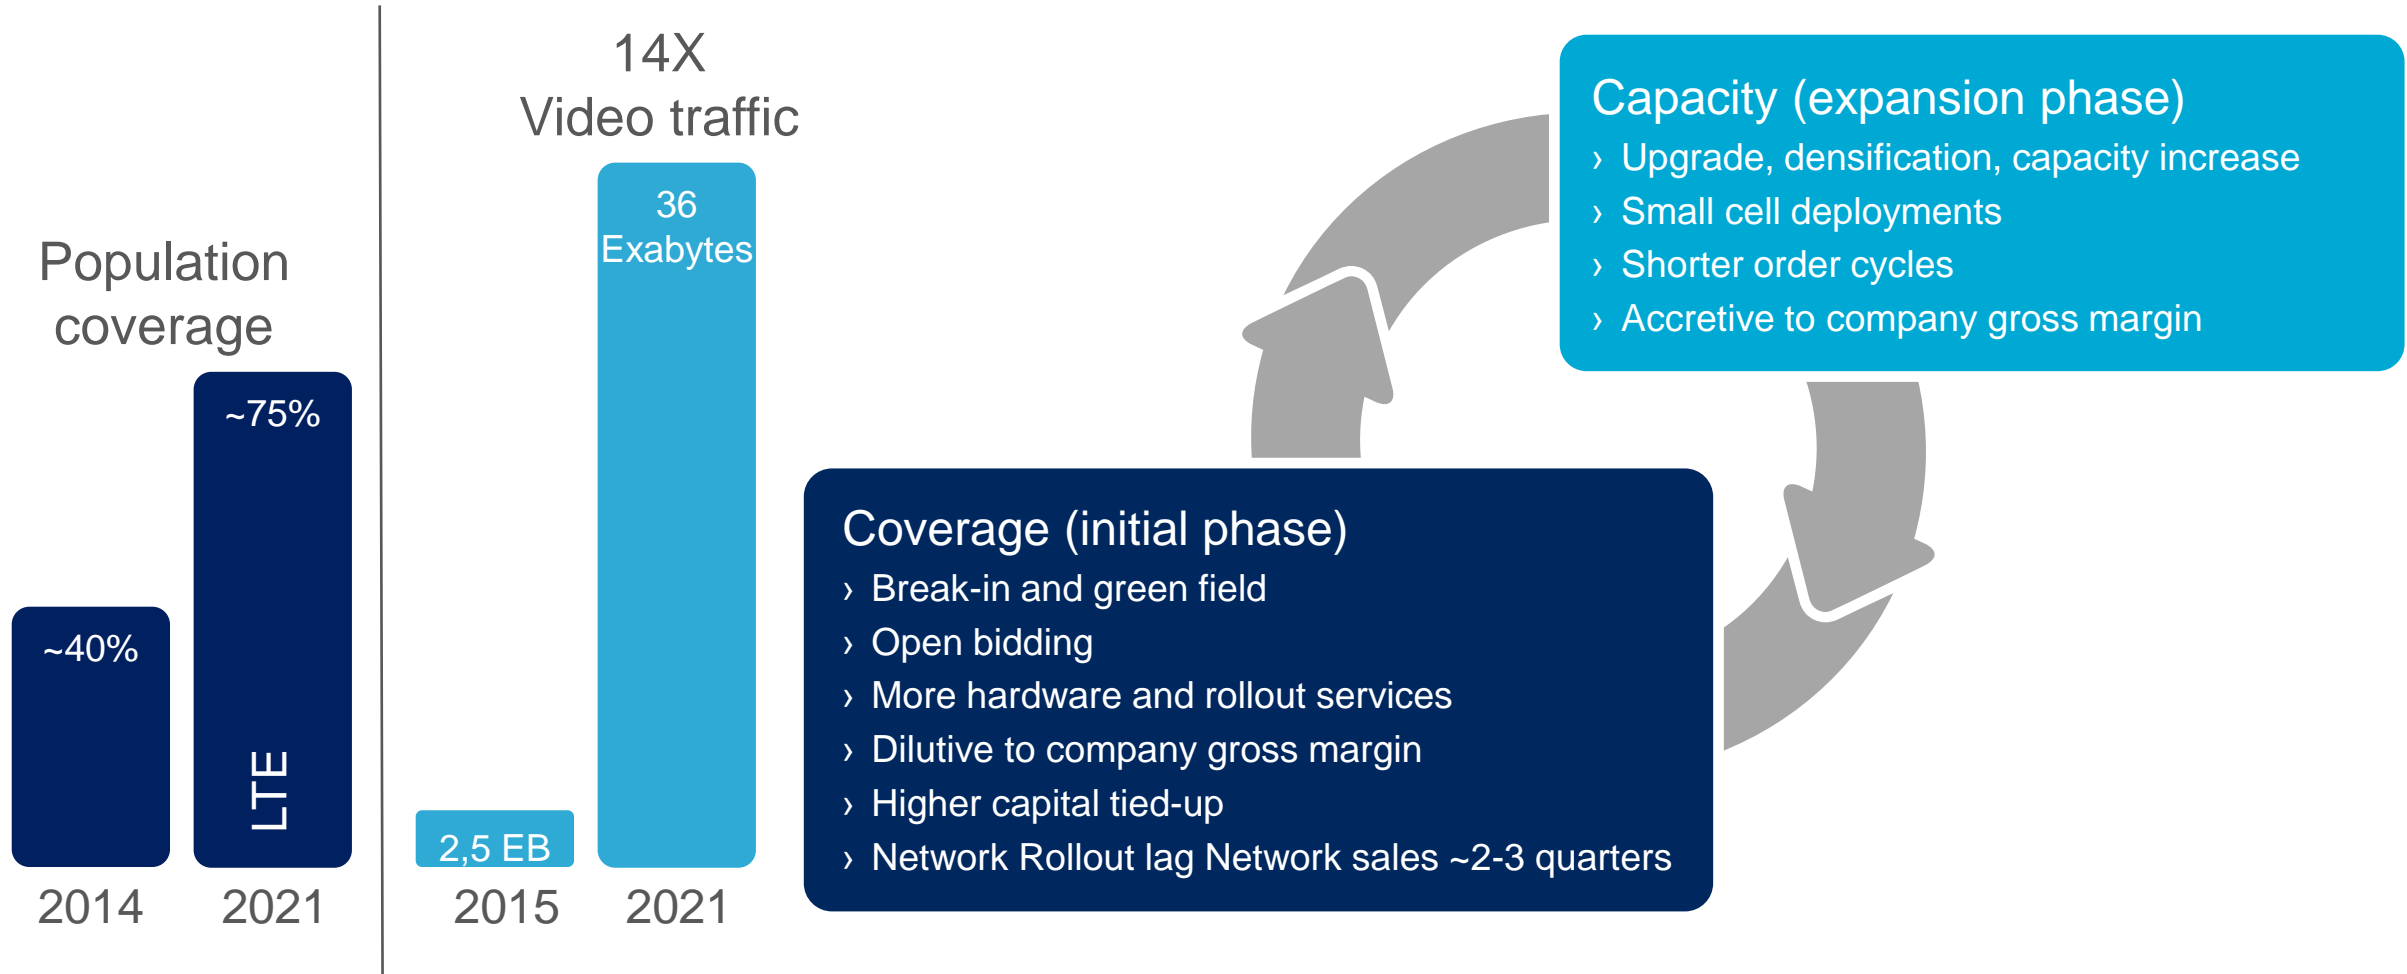 Population
coverage
~40%
~75%
LTE
2014
2021
14X
Video traffic
36
Exabytes
2,5 EB
2015
2021
Capacity (expansion phase)
› Upgrade, densification, capacity increase
› Small cell deployments
› Shorter order cycles
› Accretive to company gross margin
Coverage (initial phase)
› Break-in and green field
› Open bidding
› More hardware and rollout services
› Dilutive to company gross margin
› Higher capital tied-up
› Network Rollout lag Network sales ~2-3 quarters